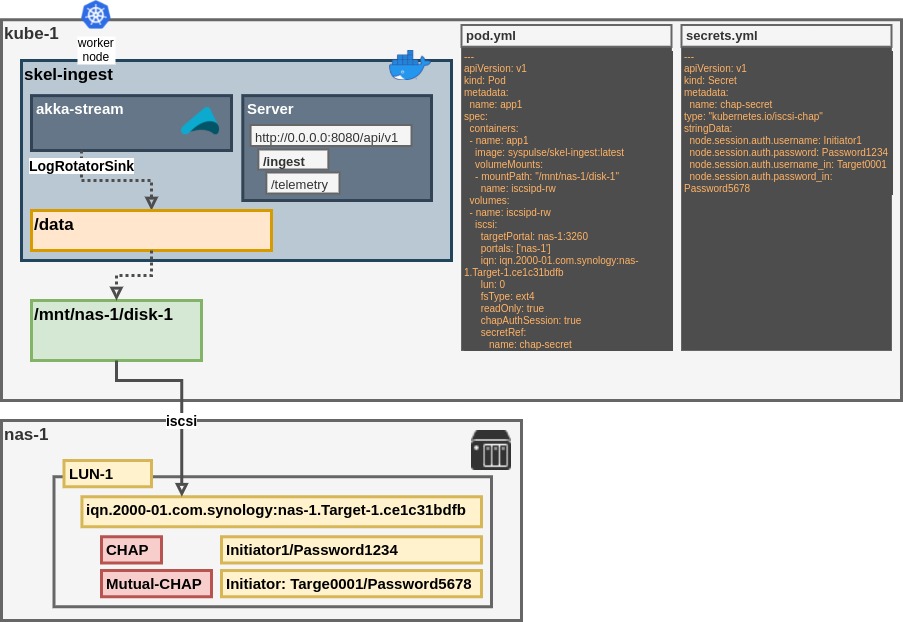 kube-1
worker
node
skel-ingest
akka-stream
LogRotatorSink
Server
http://0.0.0.0:8080/api/v1
/ingest
/telemetry
/data
/mnt/nas-1/disk-1
pod.yml
---
apiVersion: v1
kind: Pod
metadata:
name: app1
spec:
containers:
- name: app1
image: syspulse/skel-ingest:latest
volumeMounts:
- mountPath: "/mnt/nas-1/disk-1"
name: iscsipd-rw
volumes:
- name: iscsipd-rw
iscsi:
targetPortal: nas-1:3260
portals: ['nas-1']
iqn: iqn.2000-01.com.synology:nas-
1.Target-1.ce1c31bdfb
lun: 0
fsType: ext4
readOnly: true
chapAuthSession: true
secretRef:
name: chap-secret
secrets.yml
---
apiVersion: v1
kind: Secret
metadata:
name: chap-secret
type: "kubernetes.io/iscsi-chap"
stringData:
node.session.auth.username: Initiator1
node.session.auth.password: Password1234
node.session.auth.username_in: Target0001
node.session.auth.password_in:
Password5678
iscsi
nas-1
LUN-1
iqn.2000-01.com.synology:nas-1.Target-1.ce1c31bdfb
CHAP
Initiator1/Password1234
Mutual-CHAP
Initiator: Targe0001/Password5678